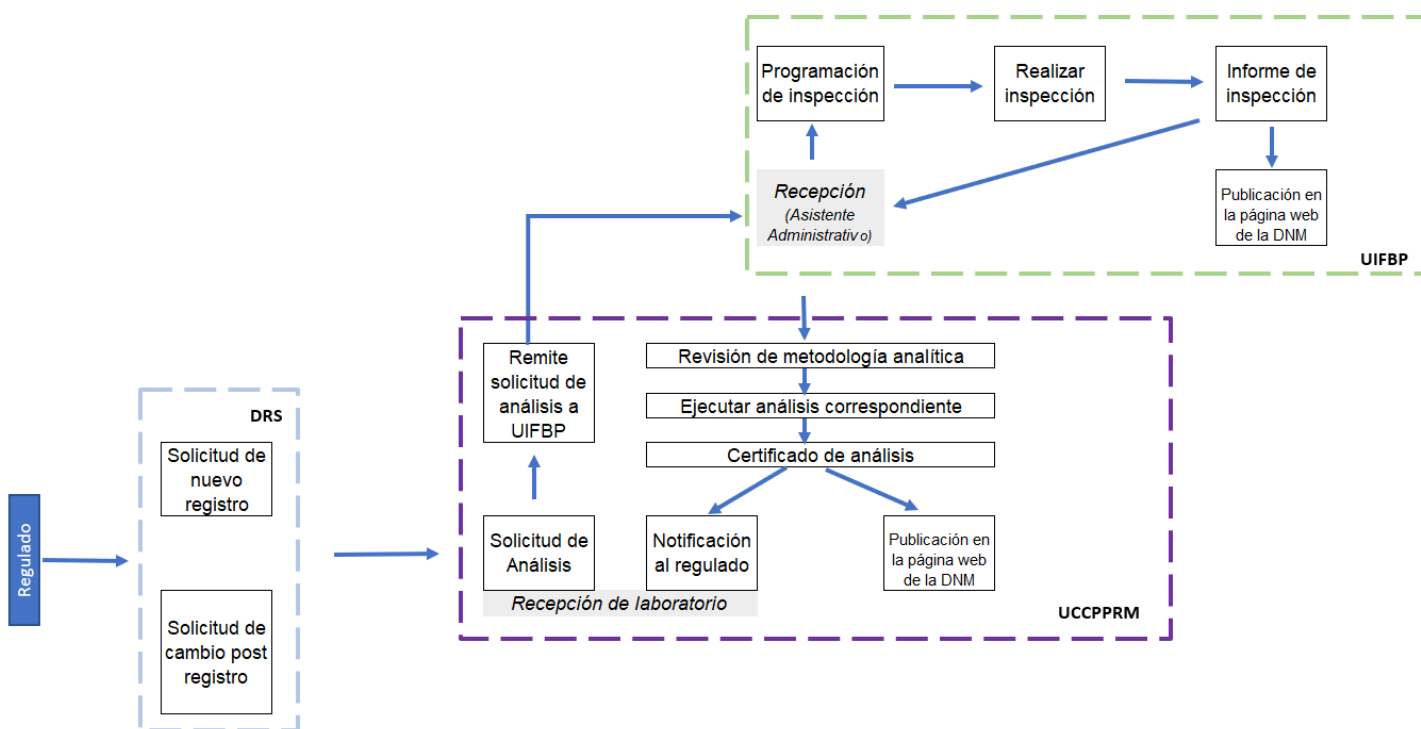 Programación
de inspección
Realizar
inspección
Informe de
inspección
Recepción
(Asistente
Administrativo)
Publicación en
la página web
de la DNM
UIFBP
Remite
solicitud de
análisis a
UIFBP
Revisión de metodología analítica
Ejecutar análisis correspondiente
Certificado de análisis
Solicitud de
Análisis
Notificación
al regulado
Publicación en
la página web
de la DNM
Recepción de laboratorio
UCCPPRM
DRS
Solicitud de
nuevo
registro
Solicitud de
cambio post
registro
Regulado